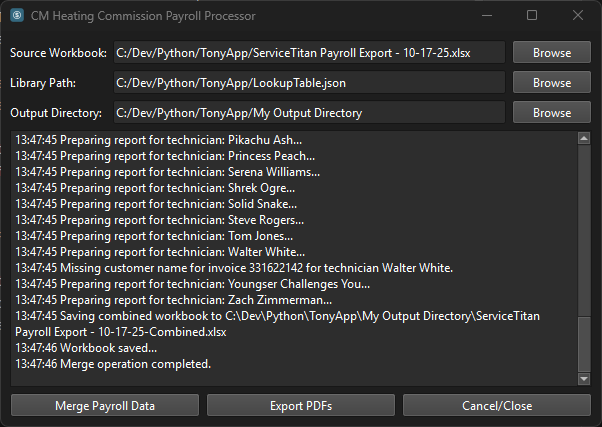 CM Heating Commission Payroll Processor
Source Workbook: C:/Dev/Python/TonyApp/ServiceTitan Payroll Export - 10-17-25.xlsx Browse
Library Path: C:/Dev/Python/TonyApp/LookupTable.json Browse
Output Directory: C:/Dev/Python/TonyApp/My Output Directory Browse
13:47:45 Preparing report for technician: Pikachu Ash...
13:47:45 Preparing report for technician: Princess Peach...
13:47:45 Preparing report for technician: Serena Williams...
13:47:45 Preparing report for technician: Shrek Ogre...
13:47:45 Preparing report for technician: Solid Snake...
13:47:45 Preparing report for technician: Steve Rogers...
13:47:45 Preparing report for technician: Tom Jones...
13:47:45 Preparing report for technician: Walter White...
13:47:45 Missing customer name for invoice 331622142 for technician Walter White.
13:47:45 Preparing report for technician: Youngser Challenges You...
13:47:45 Preparing report for technician: Zach Zimmerman...
13:47:45 Saving combined workbook to C:\Dev\Python\TonyApp\My Output Directory\ServiceTitan
Payroll Export - 10-17-25-Combined.xlsx
13:47:46 Workbook saved...
13:47:46 Merge operation completed.
Merge Payroll Data Export PDFs Cancel/Close